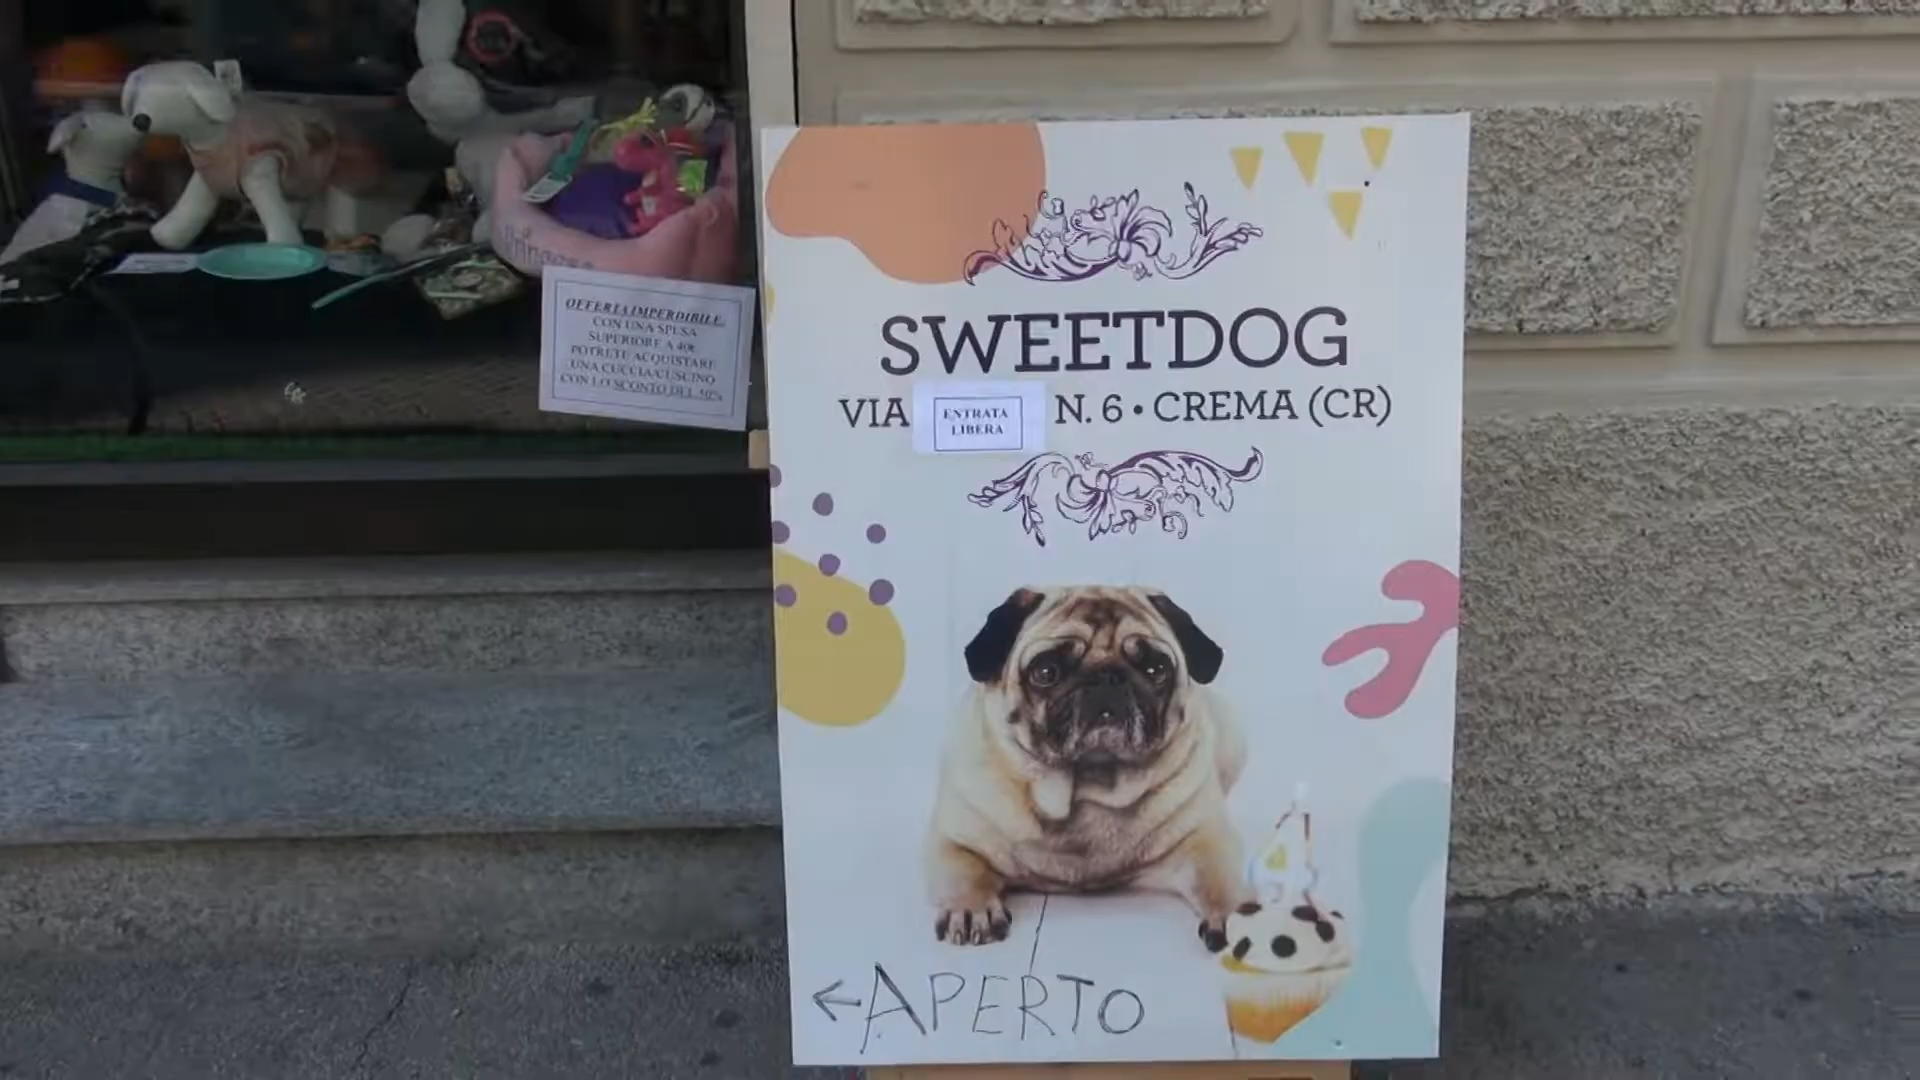 OFFERTA IMPERDIBILE:
CON UNA SPESA
SUPERIORE A 40€
POTRETE ACQUISTARE
UNA CUCCIA/CUSCINO
CON LO SCONTO DEL 50%
SWEETDOG
VIA ENTRATA LIBERA N. 6 • CREMA (CR)
← APERTO
Princess